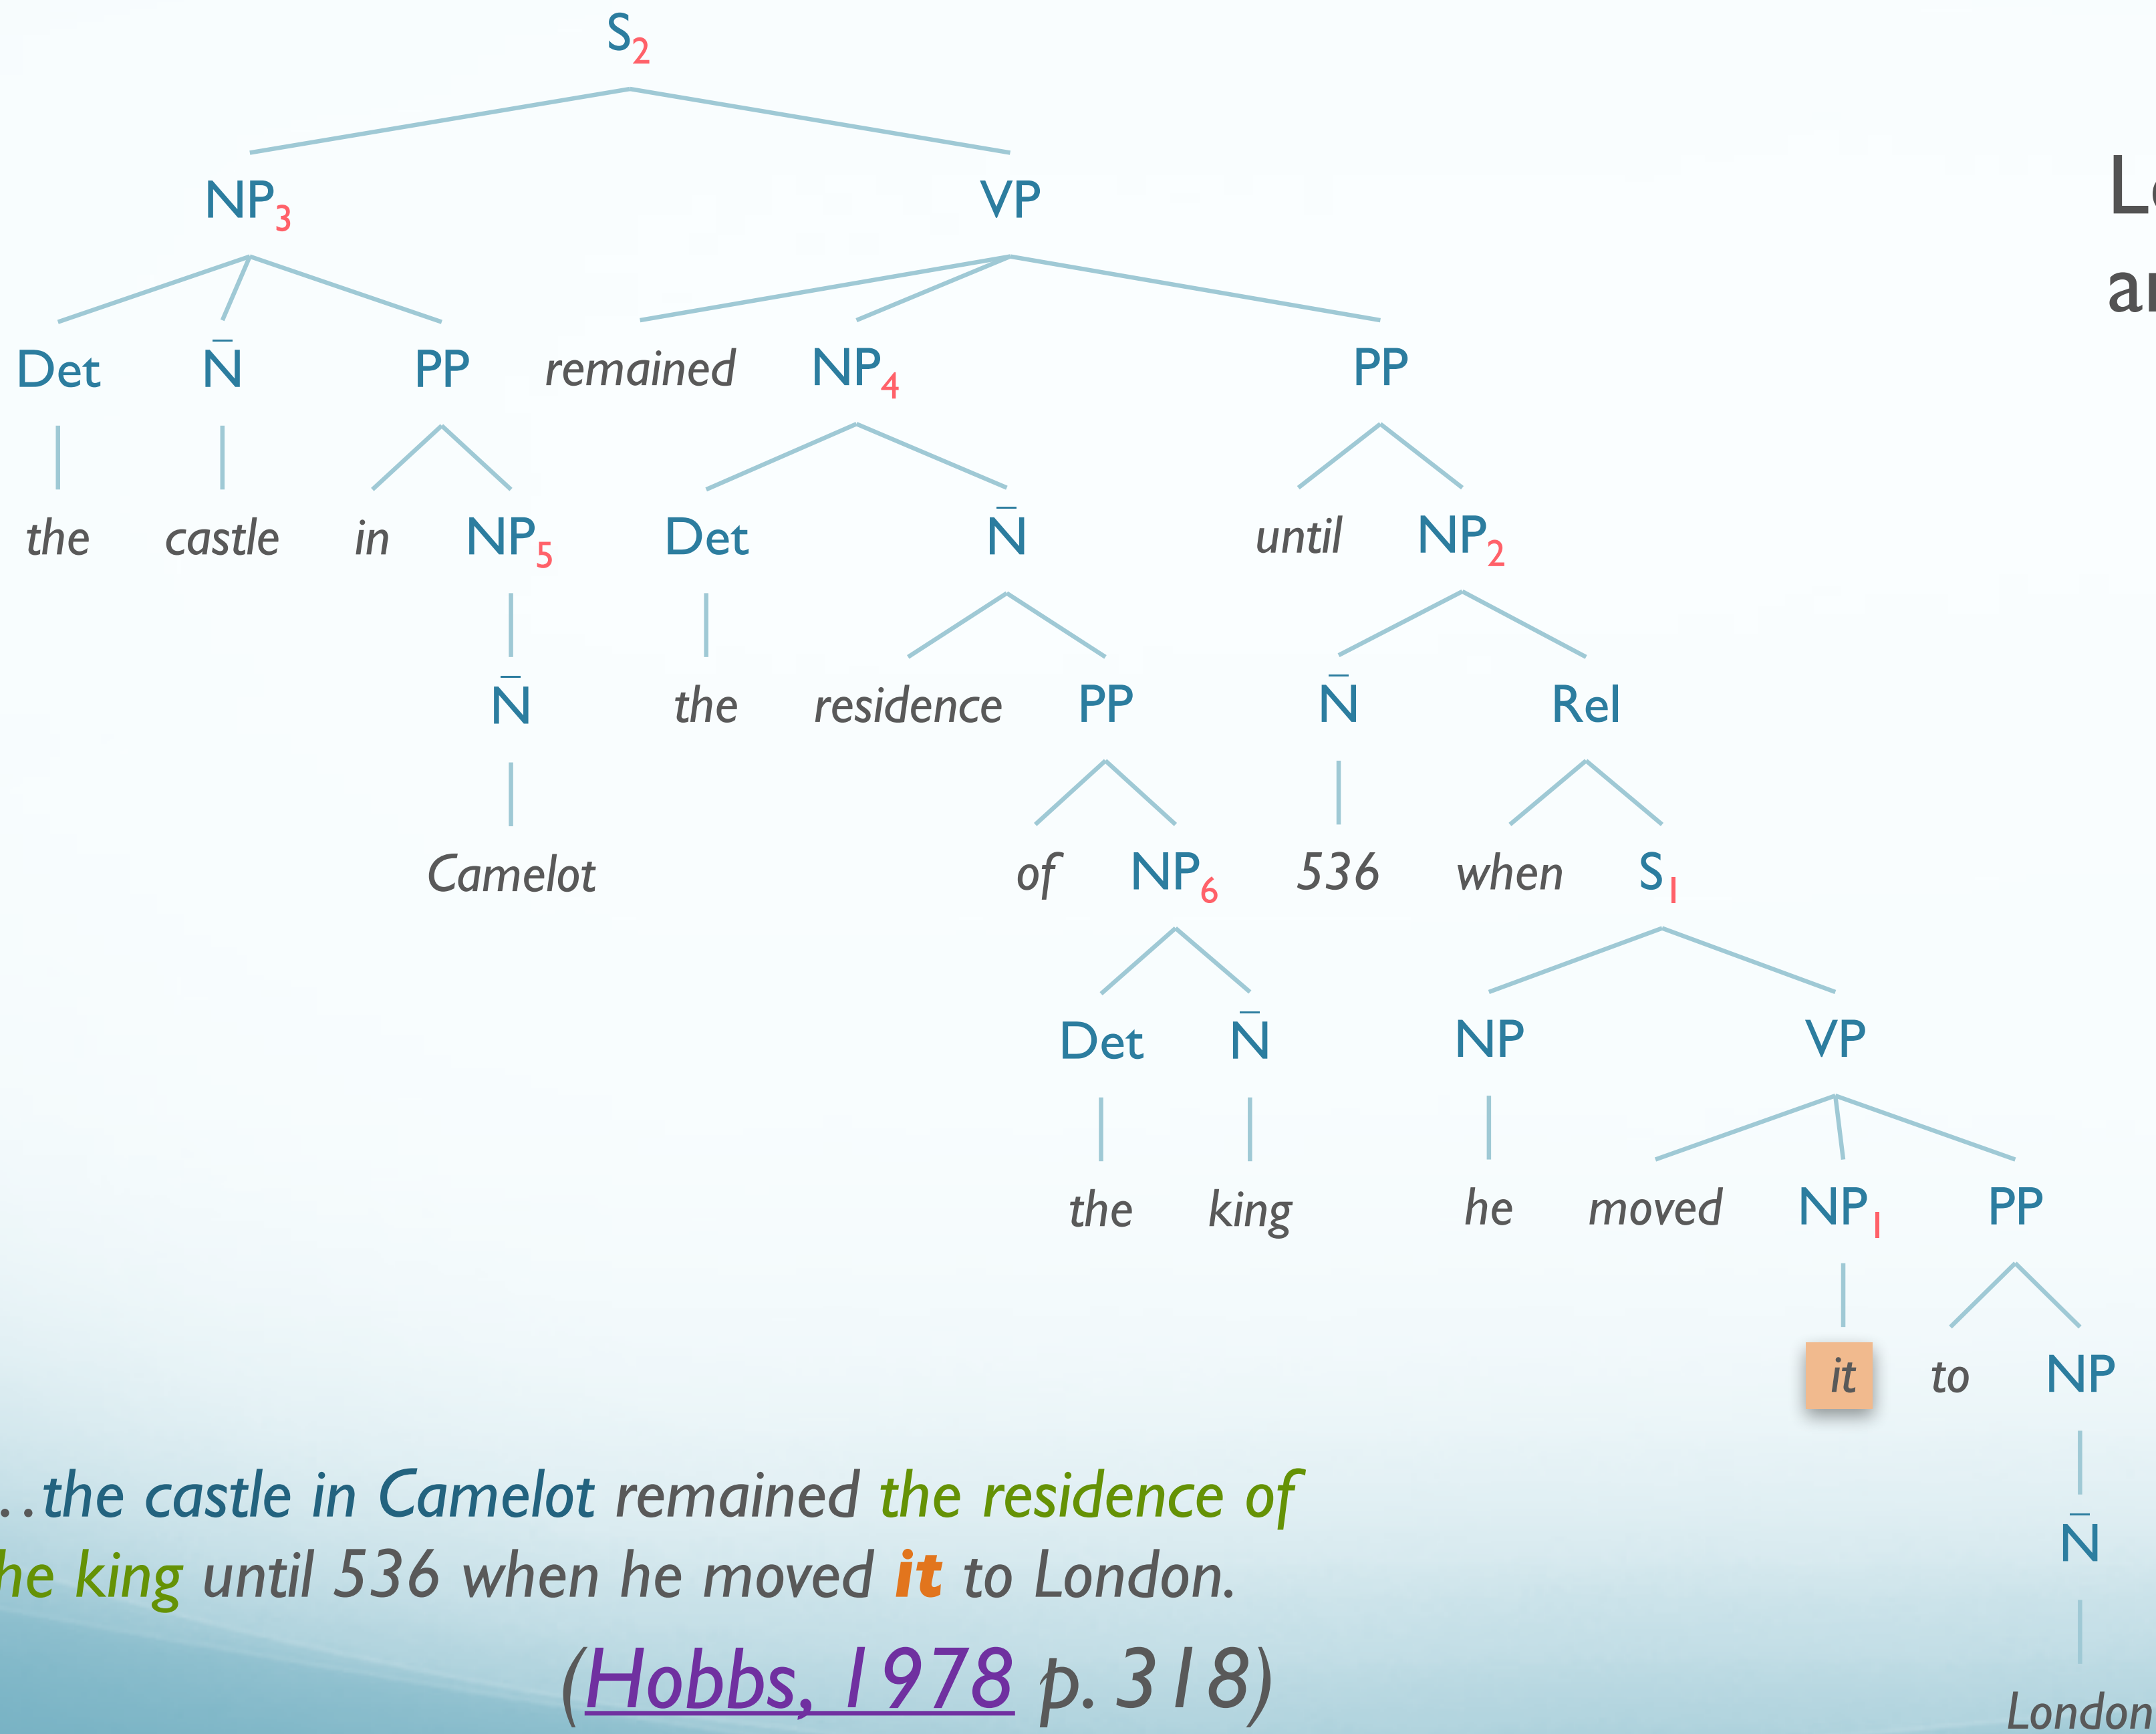 S2
NP3 VP
Det N̄ PP remained NP4 PP
the castle in NP5 Det N̄ until NP2
N̄ the residence PP N̄ Rel
Camelot of NP6 536 when S1
Det N̄ NP VP
the king he moved NP1 PP
it to NP
N̄
London
…the castle in Camelot remained the residence of
he king until 536 when he moved it to London.
(Hobbs, 1978 p. 318)